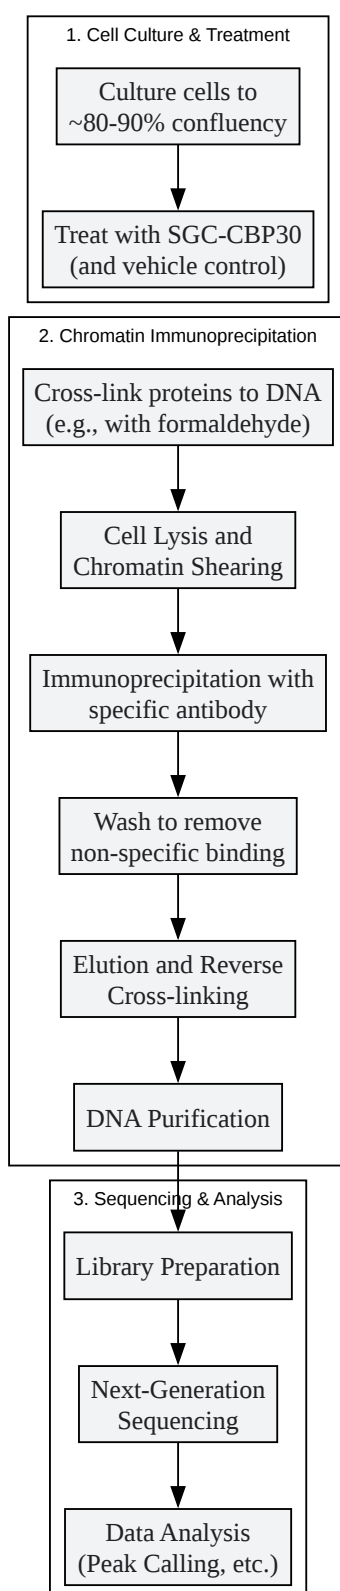 1. Cell Culture & Treatment
Culture cells to
~80-90% confluency
Treat with SGC-CBP30
(and vehicle control)
2. Chromatin Immunoprecipitation
Cross-link proteins to DNA
(e.g., with formaldehyde)
Cell Lysis and
Chromatin Shearing
Immunoprecipitation with
specific antibody
Wash to remove
non-specific binding
Elution and Reverse
Cross-linking
DNA Purification
3. Sequencing & Analysis
Library Preparation
Next-Generation
Sequencing
Data Analysis
(Peak Calling, etc.)